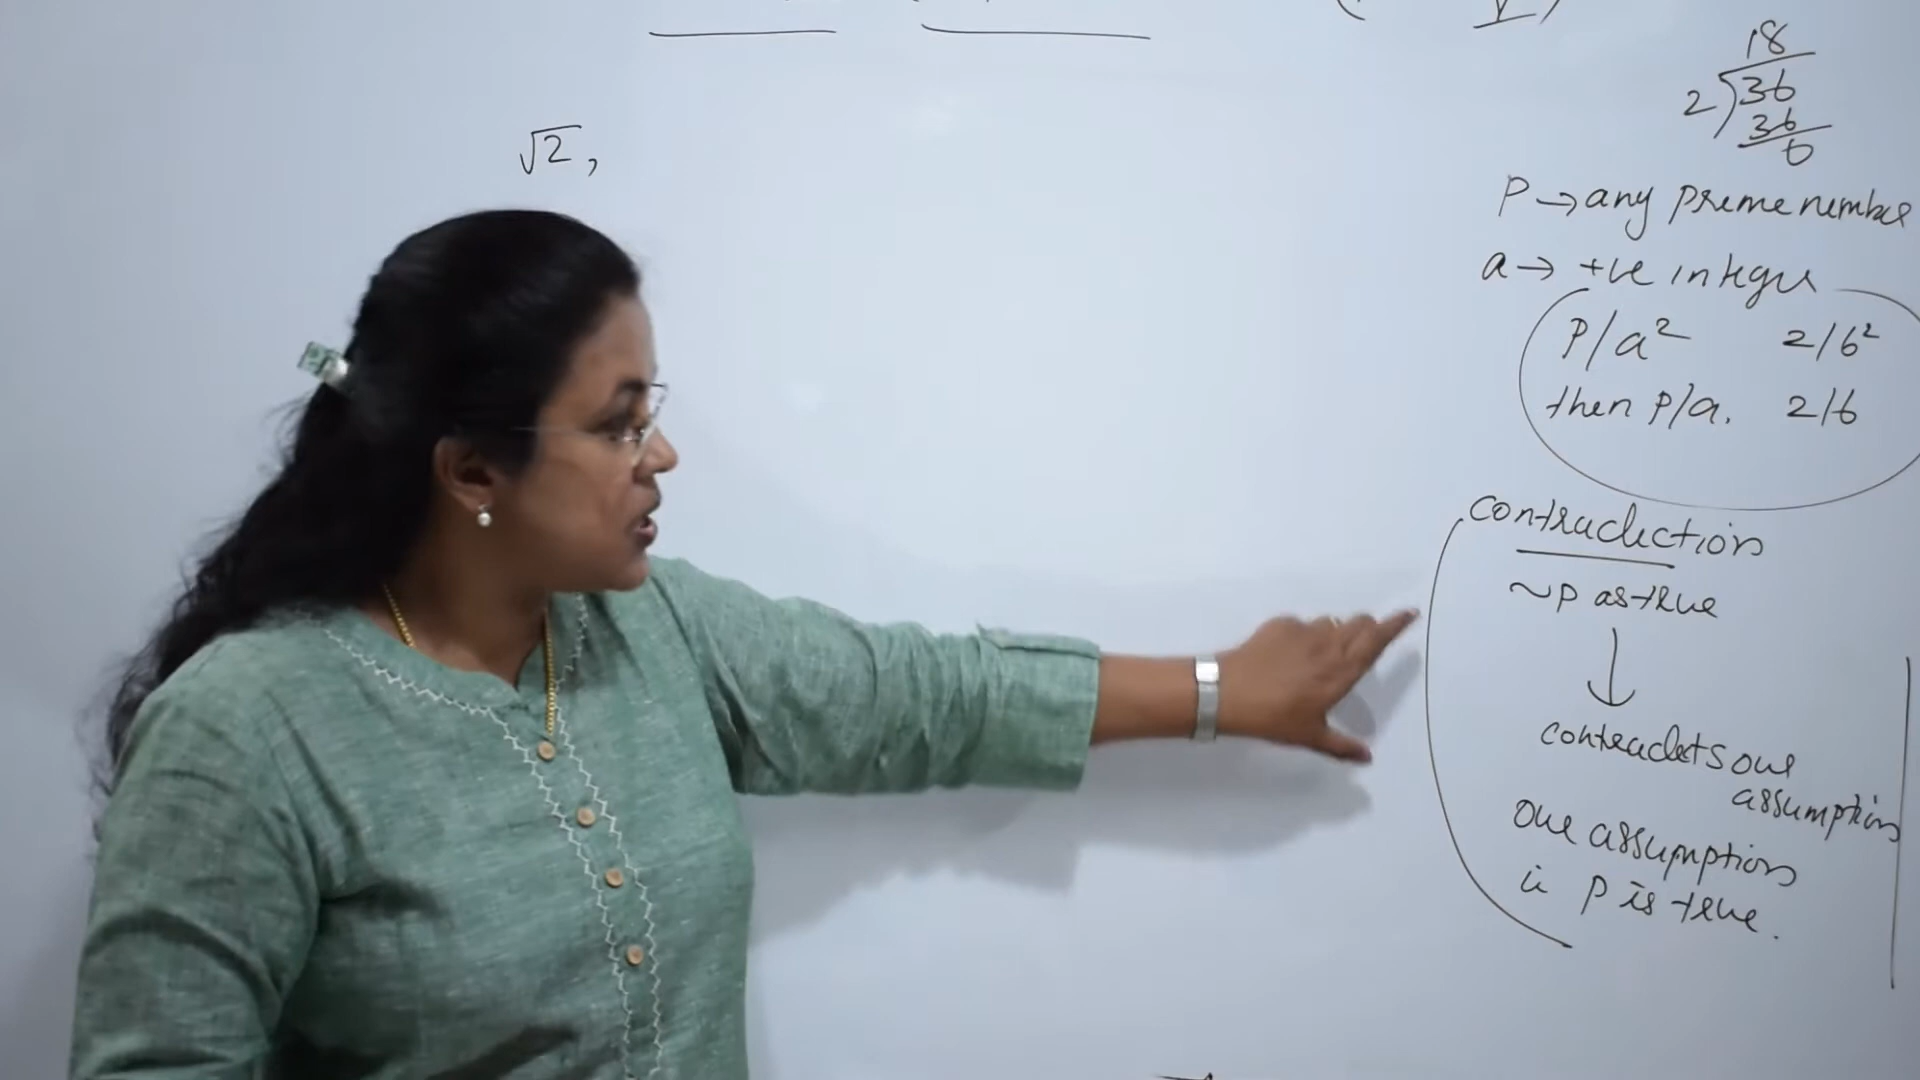 √2,
18
2)36
36
0
P → any prime number
a → +ve integer
P/a² 2/6²
then P/a. 2/6
contradiction
~P as true
↓
contradicts our
assumption
our assumption
ie P is true.